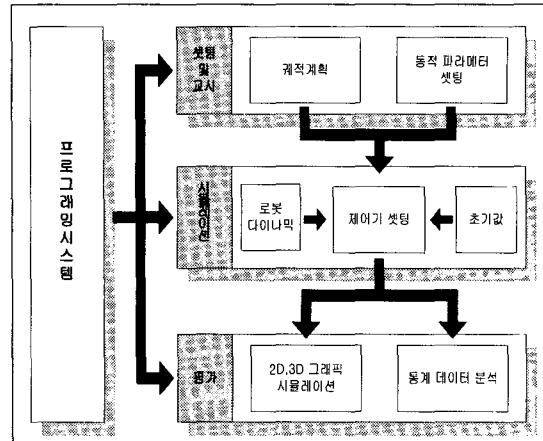 프로그래밍시스템
셋팅
및
교시
궤적계획
동적 파라메터
셋팅
시뮬레이션
로봇
다이나믹
제어기 셋팅
초기값
평가
2D,3D 그래픽
시뮬레이션
통계 데이터 분석